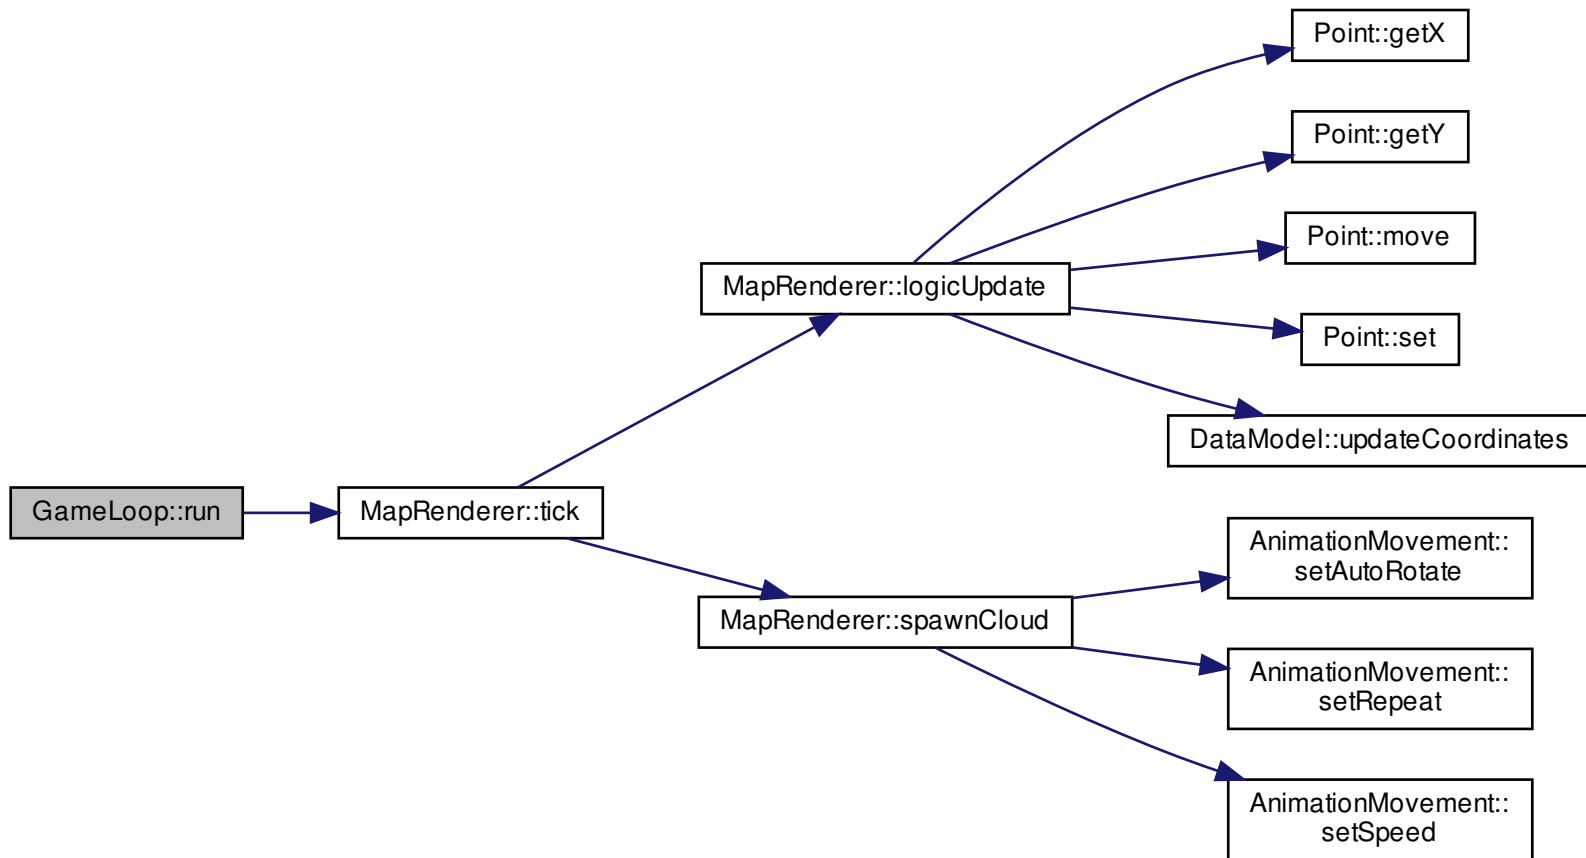 Point::getX
Point::getY
Point::move
MapRenderer::logicUpdate
Point::set
DataModel::updateCoordinates
GameLoop::run
MapRenderer::tick
AnimationMovement::
setAutoRotate
MapRenderer::spawnCloud
AnimationMovement::
setRepeat
AnimationMovement::
setSpeed